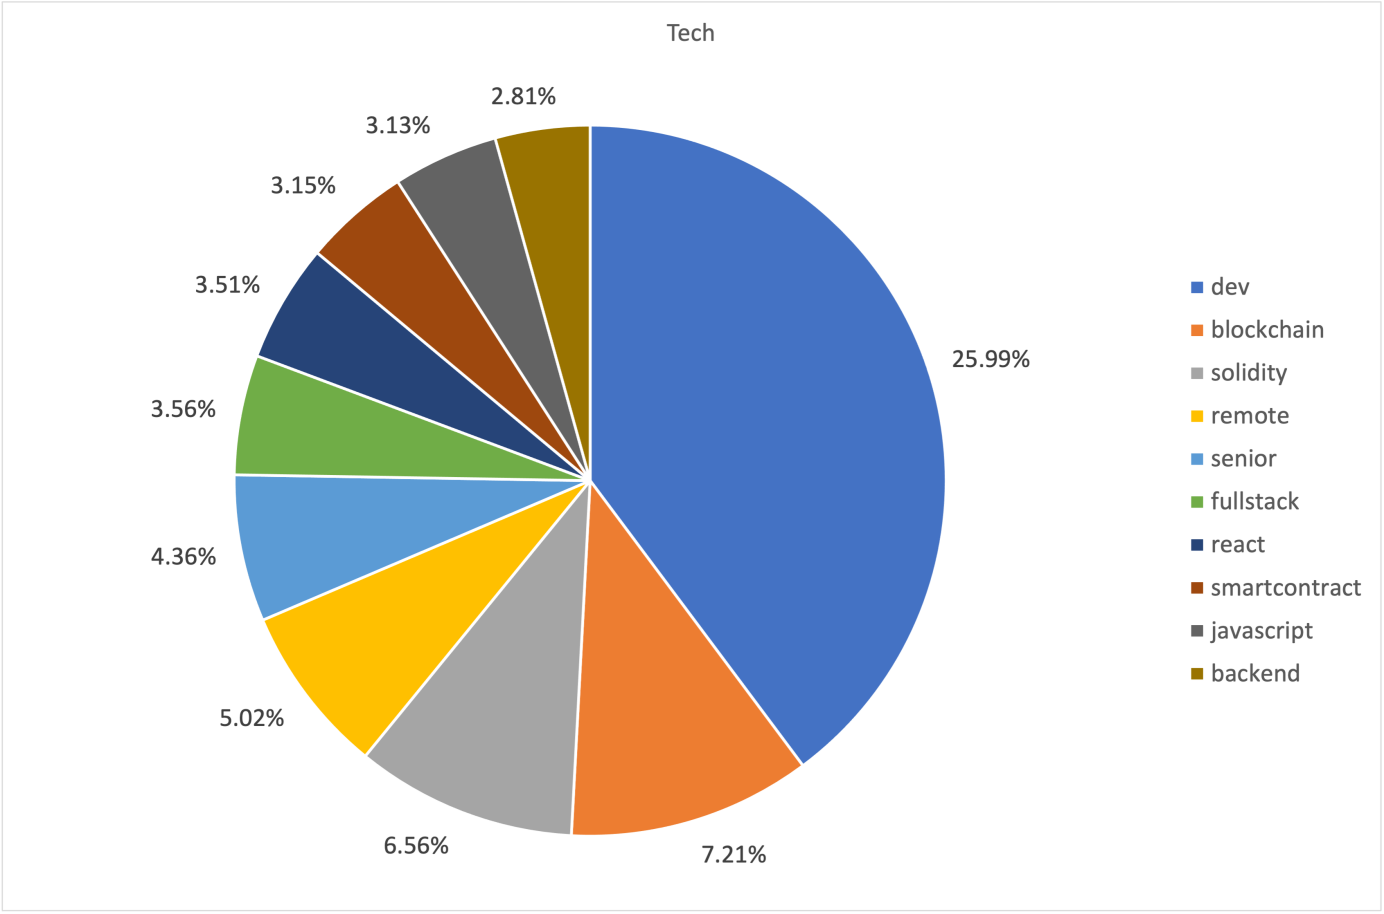 Tech
2.81%
3.13%
3.15%
3.51%
3.56%
4.36%
5.02%
6.56%
7.21%
25.99%
dev
blockchain
solidity
remote
senior
fullstack
react
smartcontract
javascript
backend